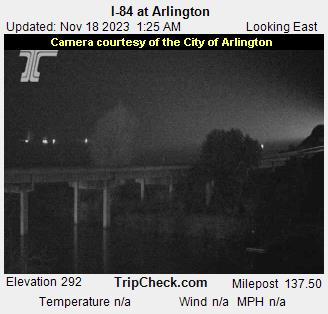 I-84 at Arlington
Updated: Nov 18 2023 1:25 AM Looking East
Camera courtesy of the City of Arlington
Elevation 292 TripCheck.com Milepost 137.50
Temperature n/a Wind n/a MPH n/a